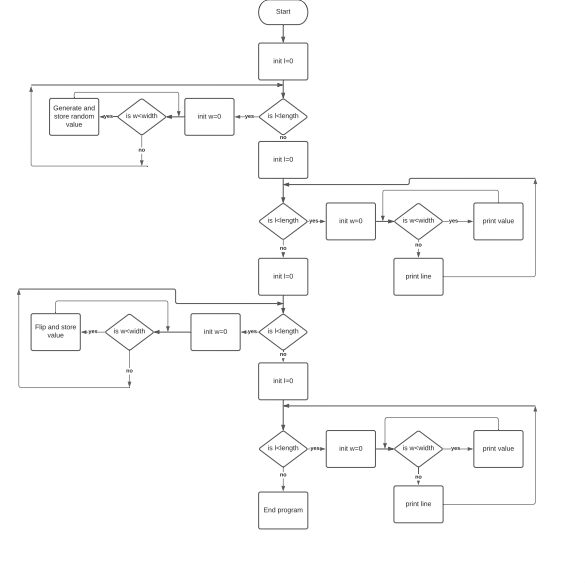 Start
init l=0
Generate and
store random
value
yes
is w<width
init w=0
yes
is l<length
no
no
init l=0
is l<length
yes
init w=0
is w<width
yes
print value
no
no
init l=0
print line
Flip and store
value
yes
is w<width
init w=0
yes
is l<length
no
no
init l=0
is l<length
yes
init w=0
is w<width
yes
print value
no
no
End program
print line